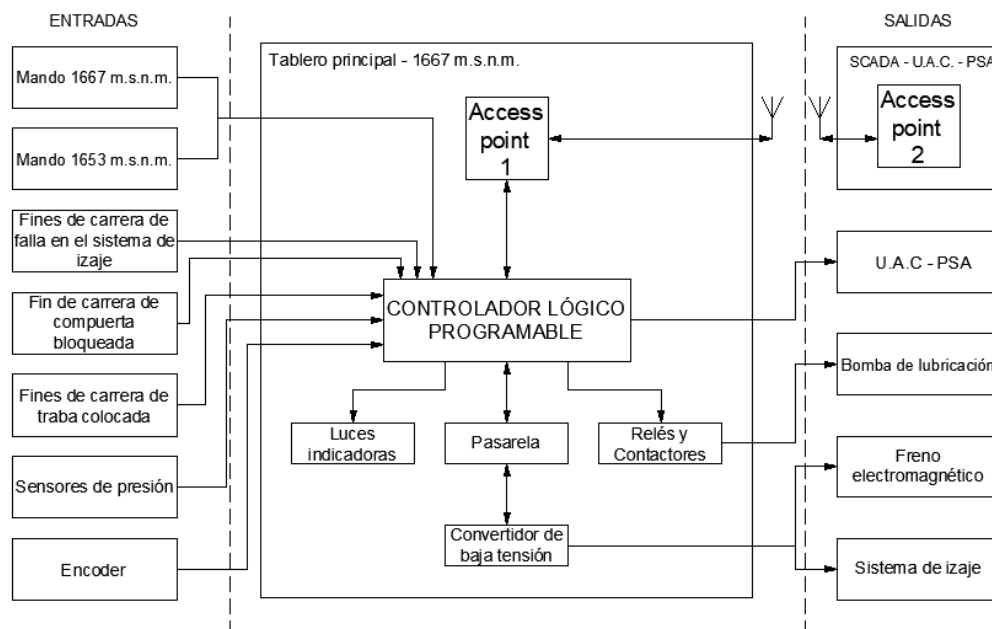 ENTRADAS
SALIDAS
Tablero principal - 1667 m.s.n.m.
SCADA - U.A.C. - PSA
Mando 1667 m.s.n.m.
Access
point
1
Access
point
2
Mando 1653 m.s.n.m.
Fines de carrera de
falla en el sistema de
izaje
U.A.C - PSA
Fin de carrera de
compuerta
bloqueada
CONTROLADOR LÓGICO
PROGRAMABLE
Bomba de lubricación
Fines de carrera de
traba colocada
Luces
indicadoras
Pasarela
Relés y
Contactores
Freno
electromagnético
Sensores de presión
Convertidor de
baja tensión
Encoder
Sistema de izaje